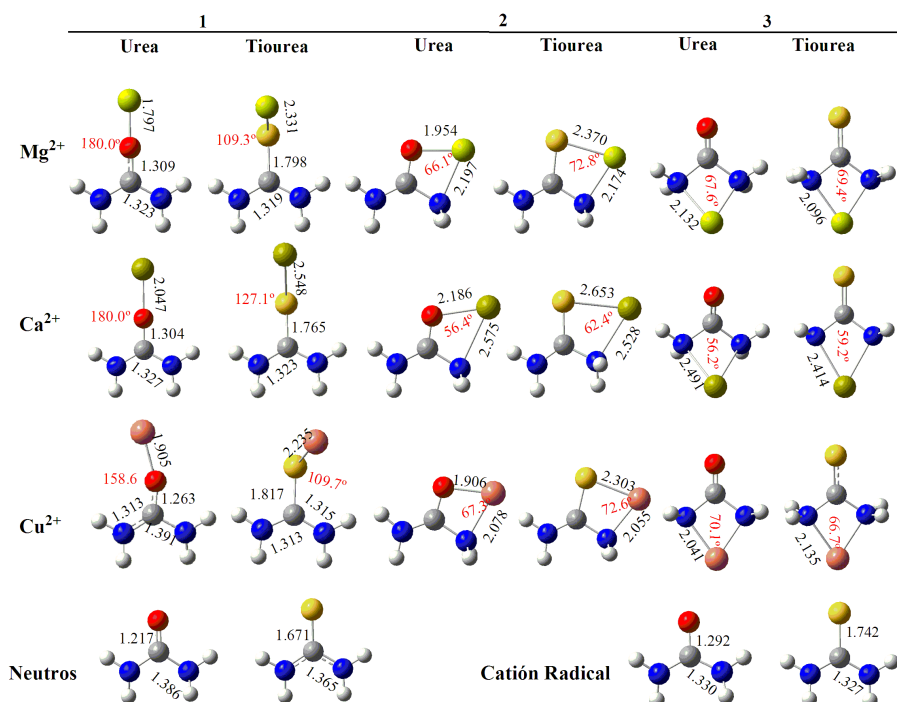 1 2 3
Urea Tiourea Urea Tiourea Urea Tiourea
Mg2+
1.797 180.0º 1.309 1.323
2.331 109.3º 1.798 1.319
1.954 66.1º 2.197
2.370 72.8º 2.174
67.6º 2.132
69.4º 2.096
Ca2+
2.047 180.0º 1.304 1.327
2.548 127.1º 1.765 1.323
2.186 56.4º 2.575
2.653 62.4º 2.528
56.2º 2.491
59.2º 2.414
Cu2+
1.905 158.6 1.263 1.313 1.391
2.235 109.7º 1.817 1.315 1.313
1.906 67.3º 2.078
2.303 72.6º 2.055
70.1º 2.041
66.7º 2.135
Neutros
1.217 1.386
1.671 1.365
Catión Radical
1.292 1.330
1.742 1.327